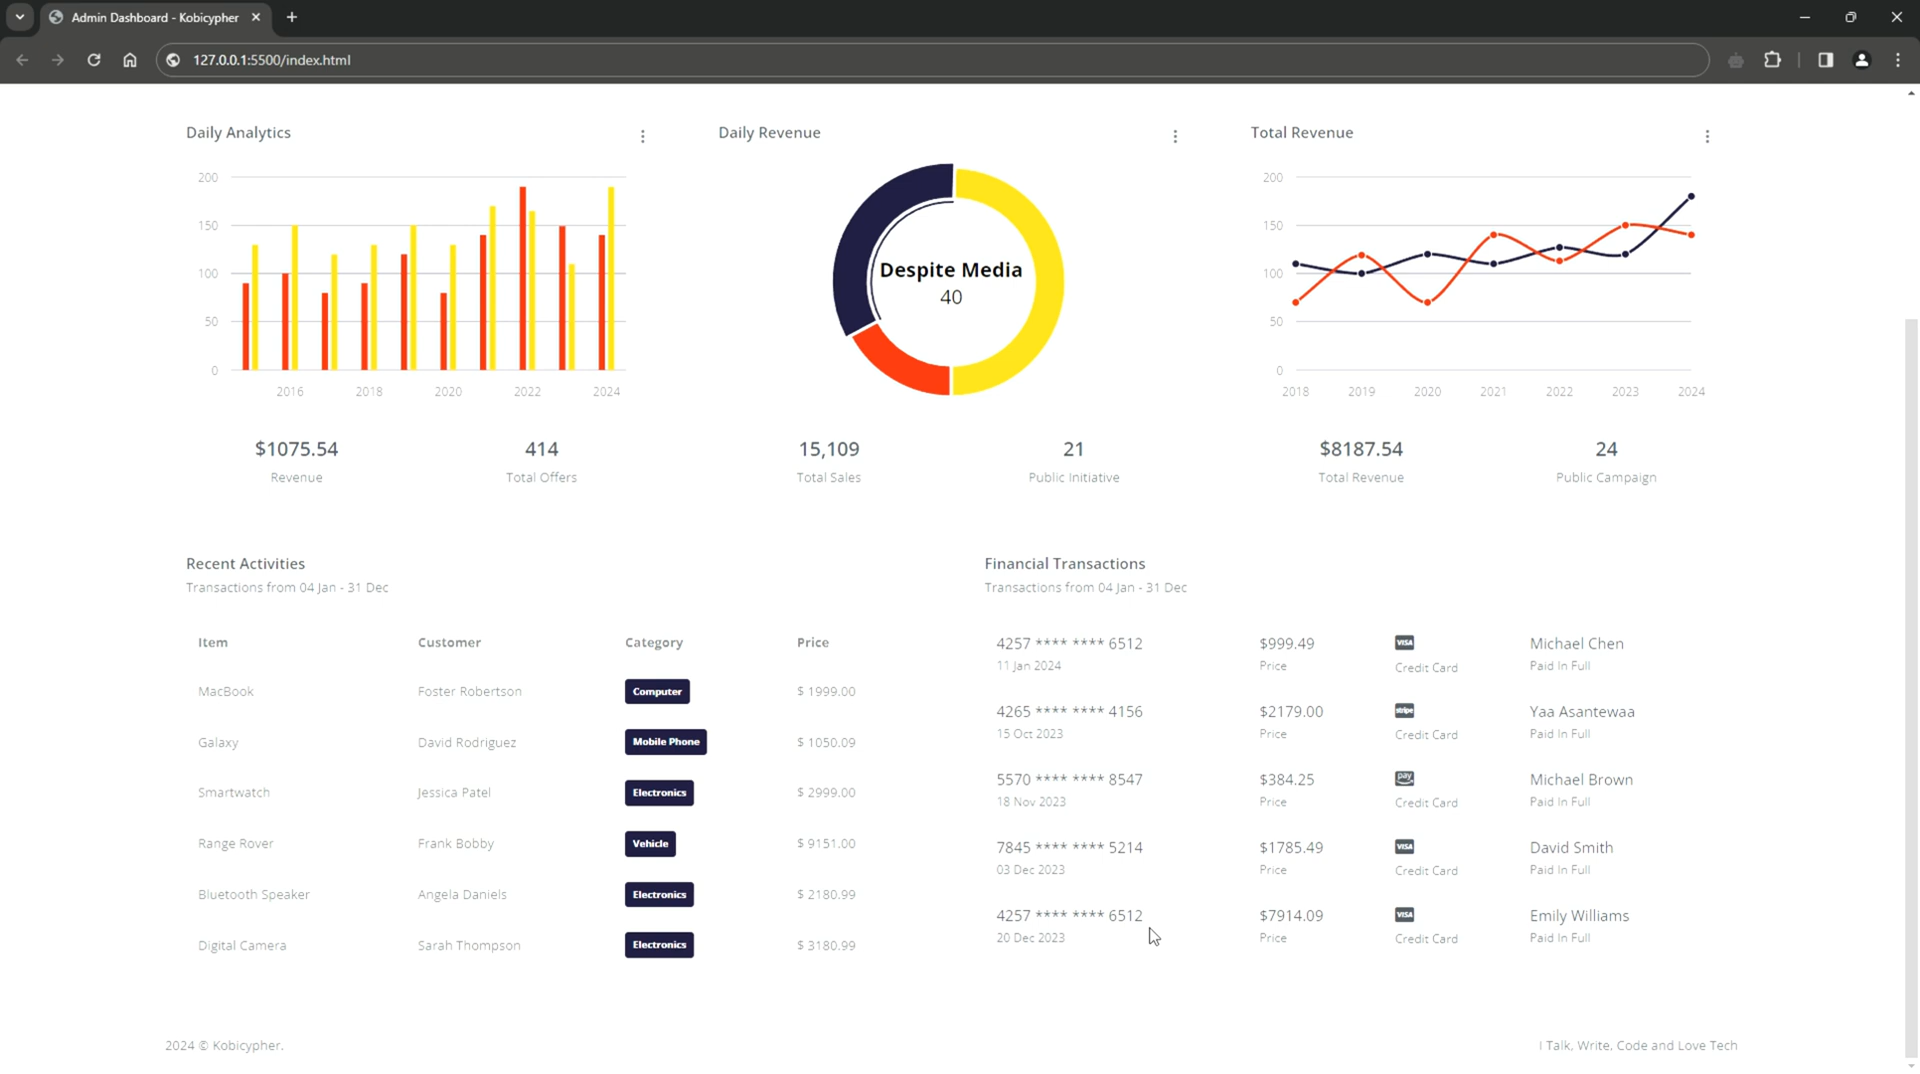 Admin Dashboard - Kobicypher
127.0.0.1:5500/index.html
Daily Analytics
200
150
100
50
0
2016 2018 2020 2022 2024
$1075.54 414
Revenue Total Offers
Daily Revenue
Despite Media
40
15,109 21
Total Sales Public Initiative
Total Revenue
200
150
100
50
0
2018 2019 2020 2021 2022 2023 2024
$8187.54 24
Total Revenue Public Campaign
Recent Activities
Transactions from 04 Jan - 31 Dec
Item Customer Category Price
MacBook Foster Robertson Computer $ 1999.00
Galaxy David Rodriguez Mobile Phone $ 1050.09
Smartwatch Jessica Patel Electronics $ 2999.00
Range Rover Frank Bobby Vehicle $ 9151.00
Bluetooth Speaker Angela Daniels Electronics $ 2180.99
Digital Camera Sarah Thompson Electronics $ 3180.99
Financial Transactions
Transactions from 04 Jan - 31 Dec
4257 **** **** 6512 $999.49 VISA Michael Chen
11 Jan 2024 Price Credit Card Paid In Full
4265 **** **** 4156 $2179.00 stripe Yaa Asantewaa
15 Oct 2023 Price Credit Card Paid In Full
5570 **** **** 8547 $384.25 pay Michael Brown
18 Nov 2023 Price Credit Card Paid In Full
7845 **** **** 5214 $1785.49 VISA David Smith
03 Dec 2023 Price Credit Card Paid In Full
4257 **** **** 6512 $7914.09 VISA Emily Williams
20 Dec 2023 Price Credit Card Paid In Full
2024 © Kobicypher. I Talk, Write, Code and Love Tech